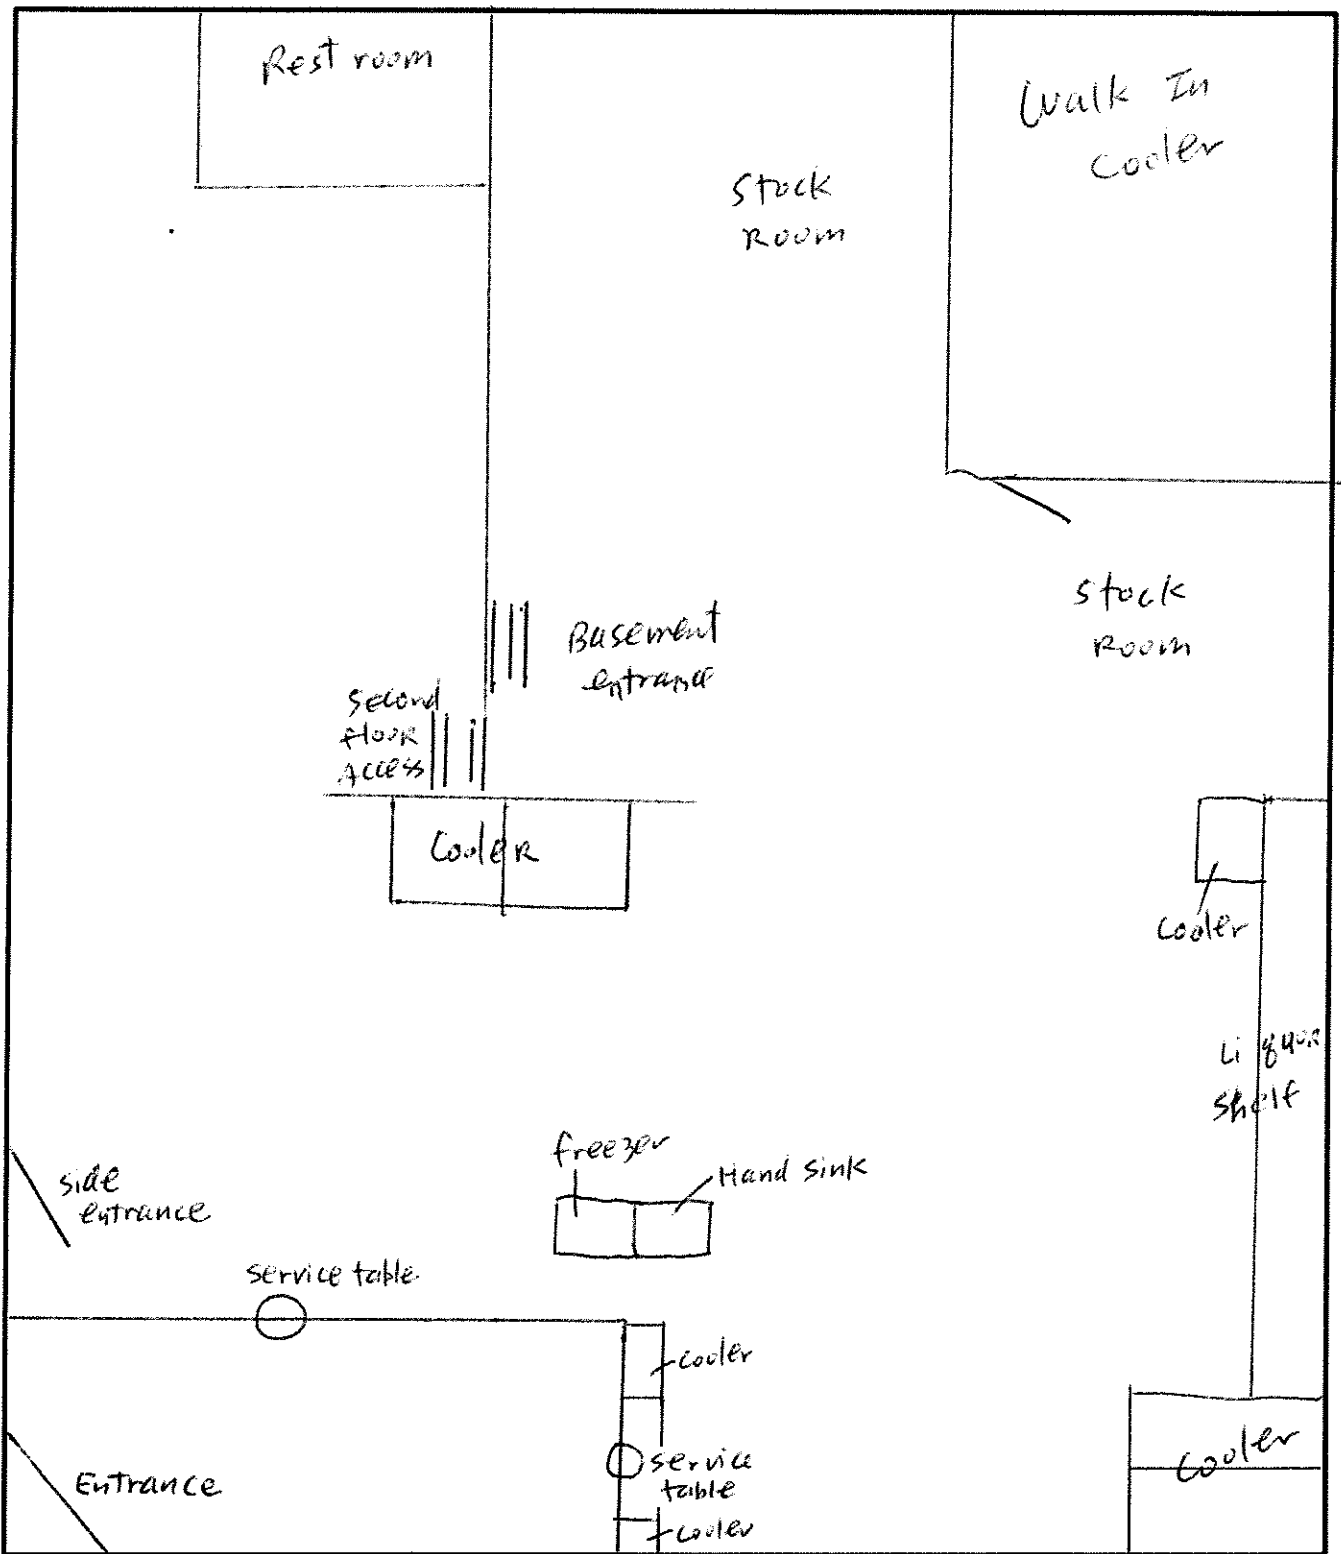 Rest room
Walk In
Cooler
Stock
Room
Stock
Room
Basement
entrance
Second
floor
Access
Cooler
Cooler
Liquor
Shelf
freezer
Hand sink
side
entrance
service table
cooler
service
table
cooler
Entrance
Cooler